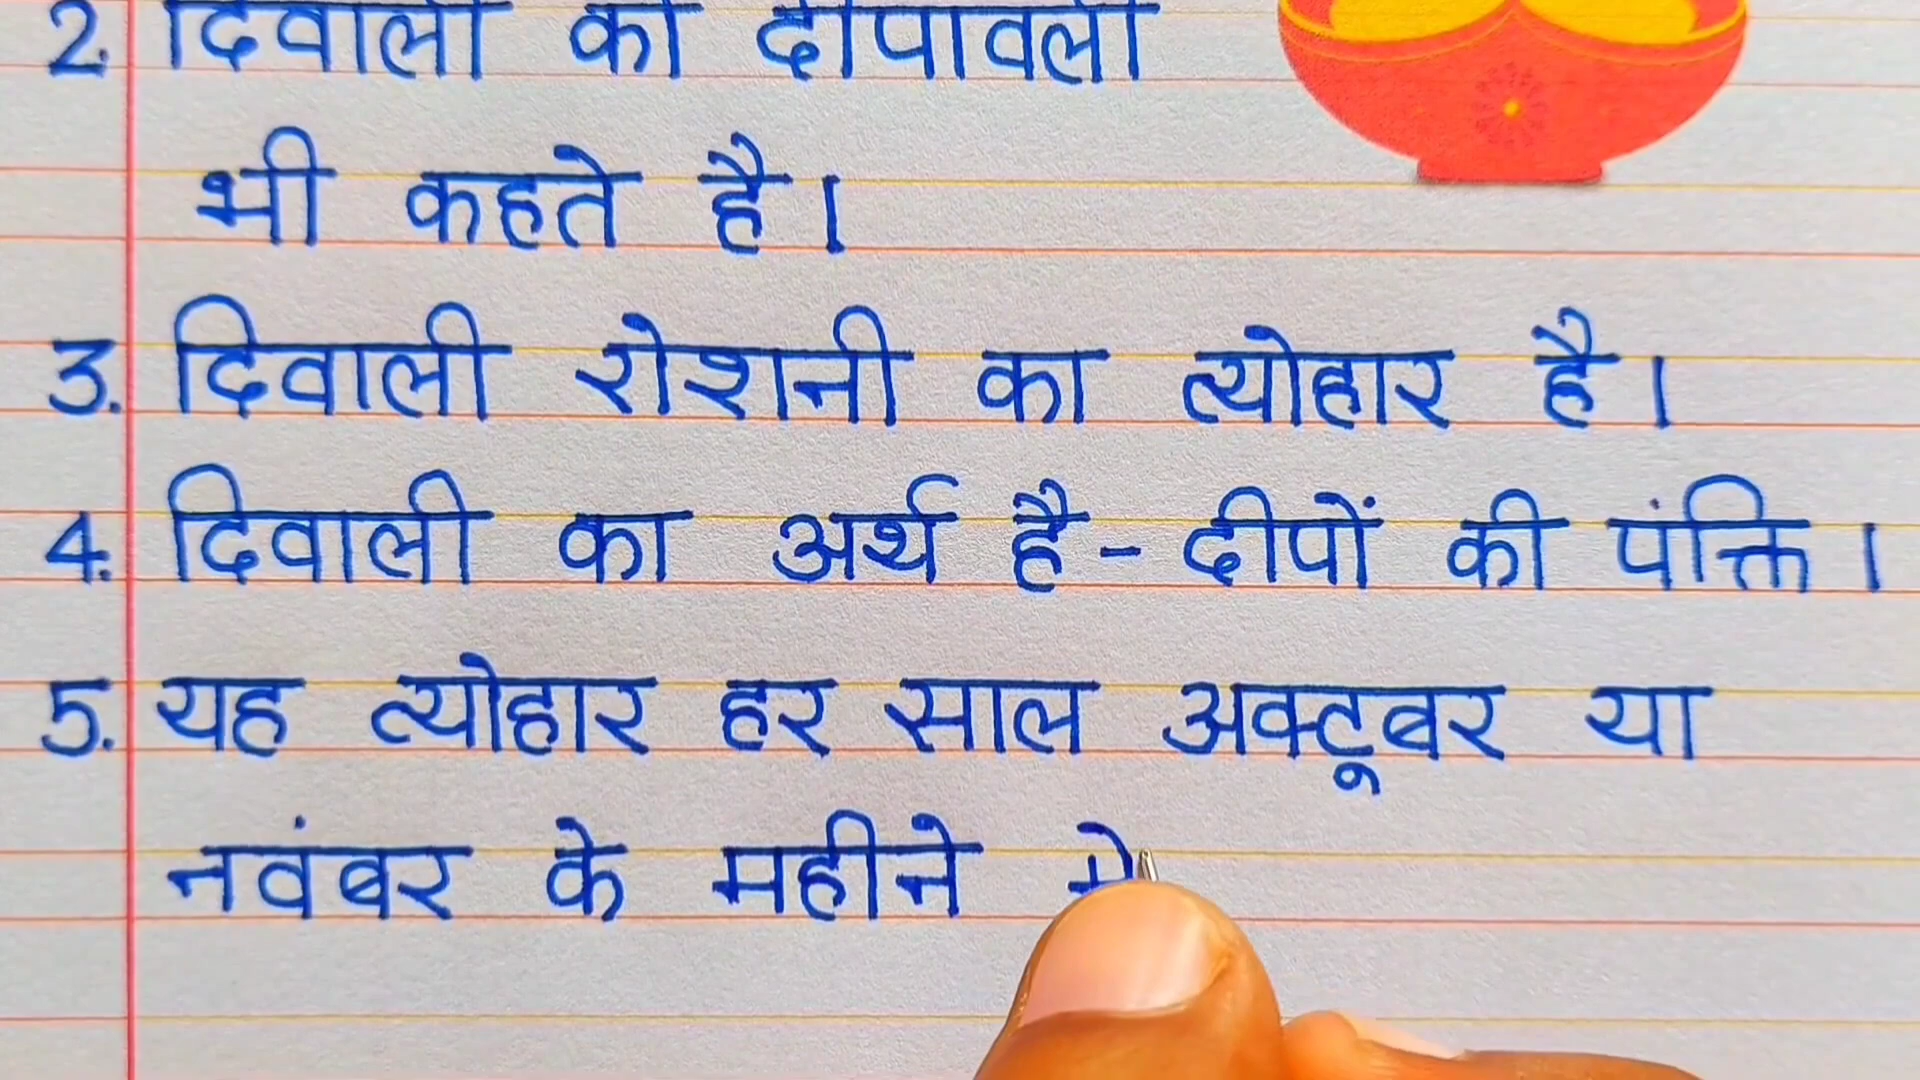 2. दिवाली को दीपावली
भी कहते है।
3. दिवाली रोशनी का त्योहार है।
4. दिवाली का अर्थ है - दीपों की पंक्ति।
5. यह त्योहार हर साल अक्टूबर या
नवंबर के महीने मे